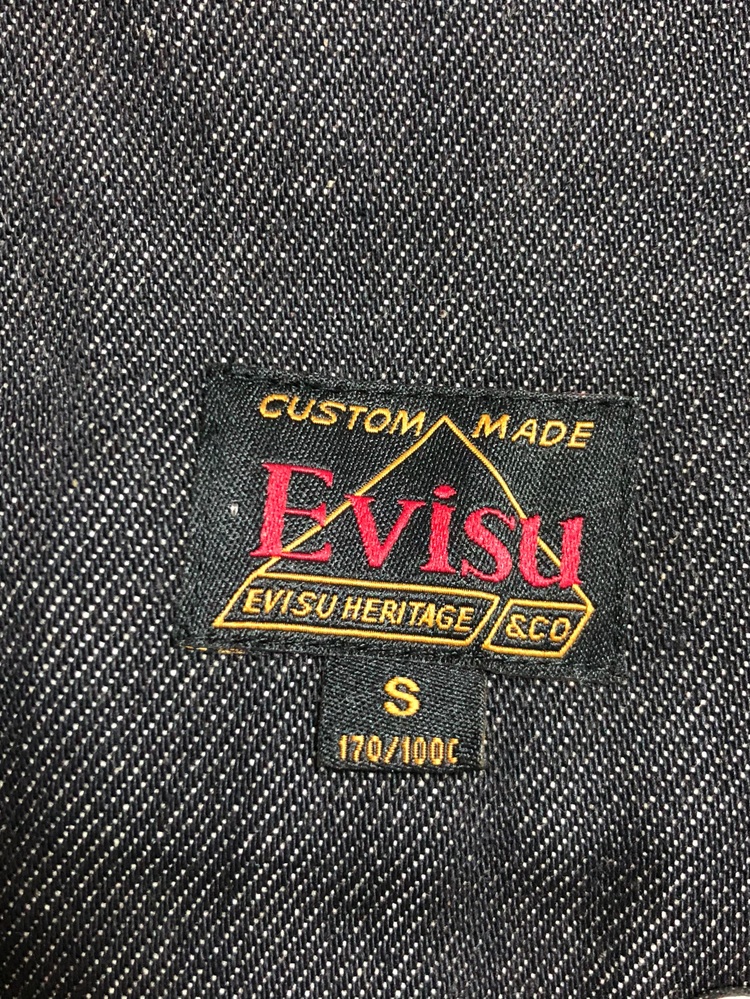 CUSTOM MADE
Evisu
EVISU HERITAGE &CO
S
170/100C